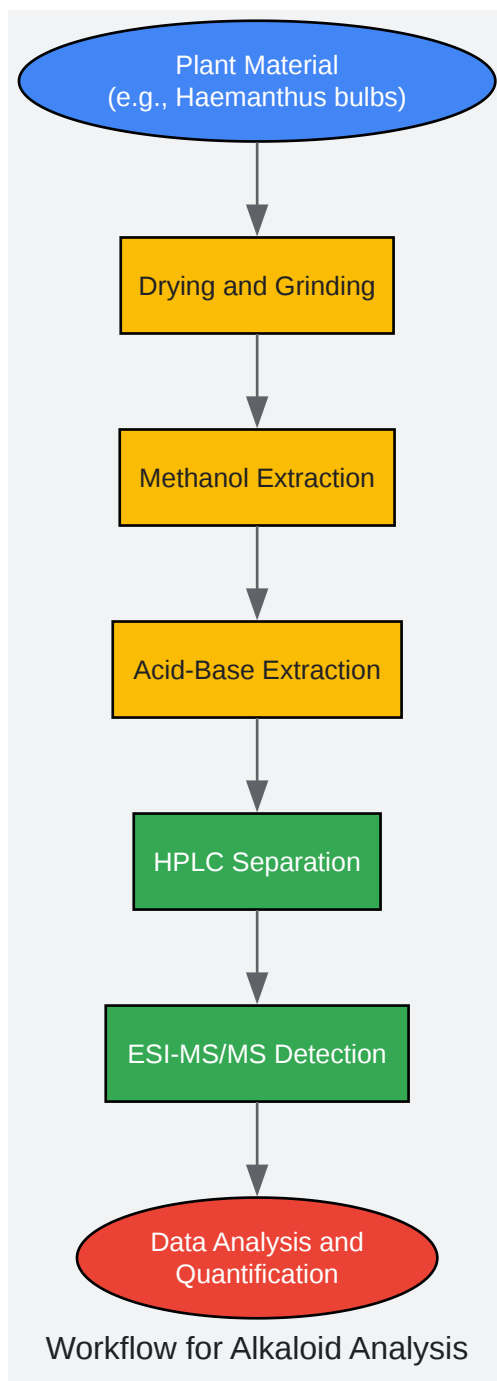 Plant Material
(e.g., Haemanthus bulbs)
Drying and Grinding
Methanol Extraction
Acid-Base Extraction
HPLC Separation
ESI-MS/MS Detection
Data Analysis and
Quantification
Workflow for Alkaloid Analysis